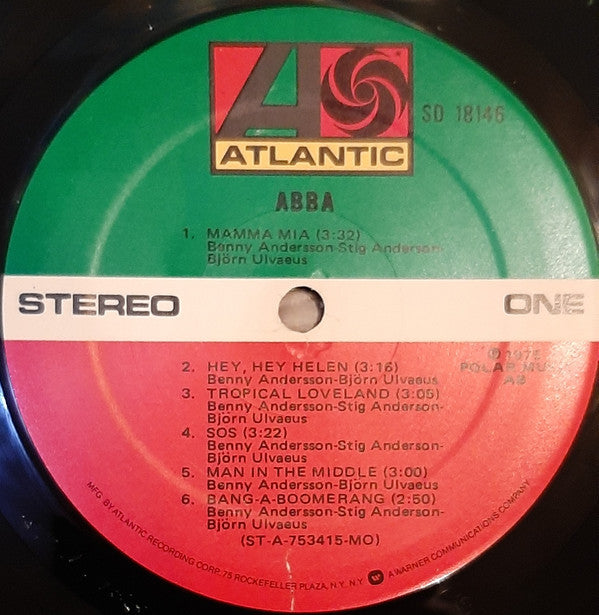 A
SD 18146
ATLANTIC
ABBA
1. MAMMA MIA (3:32)
Benny Andersson-Stig Anderson-
Björn Ulvaeus
STEREO
ONE
2. HEY, HEY HELEN (3:16)
Benny Andersson-Björn Ulvaeus
℗ 1975
POLAR MUSIC
AB
3. TROPICAL LOVELAND (3:05)
Benny Andersson-Stig Anderson-
Björn Ulvaeus
4. SOS (3:22)
Benny Andersson-Stig Anderson-
Björn Ulvaeus
5. MAN IN THE MIDDLE (3:00)
Benny Andersson-Björn Ulvaeus
6. BANG-A-BOOMERANG (2:50)
Benny Andersson-Stig Anderson-
Björn Ulvaeus
(ST-A-753415-MO)
MFG. BY ATLANTIC RECORDING CORP. 75 ROCKEFELLER PLAZA, N.Y. N.Y. W A WARNER COMMUNICATIONS COMPANY